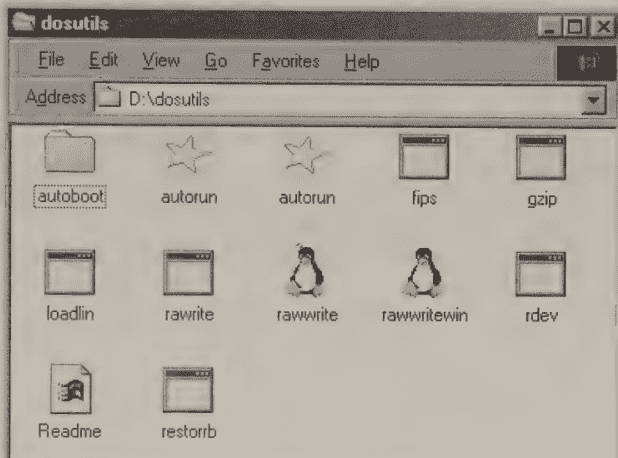 dosutils
File Edit View Go Favorites Help
Address D:\dosutils
autoboot autorun autorun fips gzip
loadlin rawrite rawwrite rawwritewin rdev
Readme restorrb